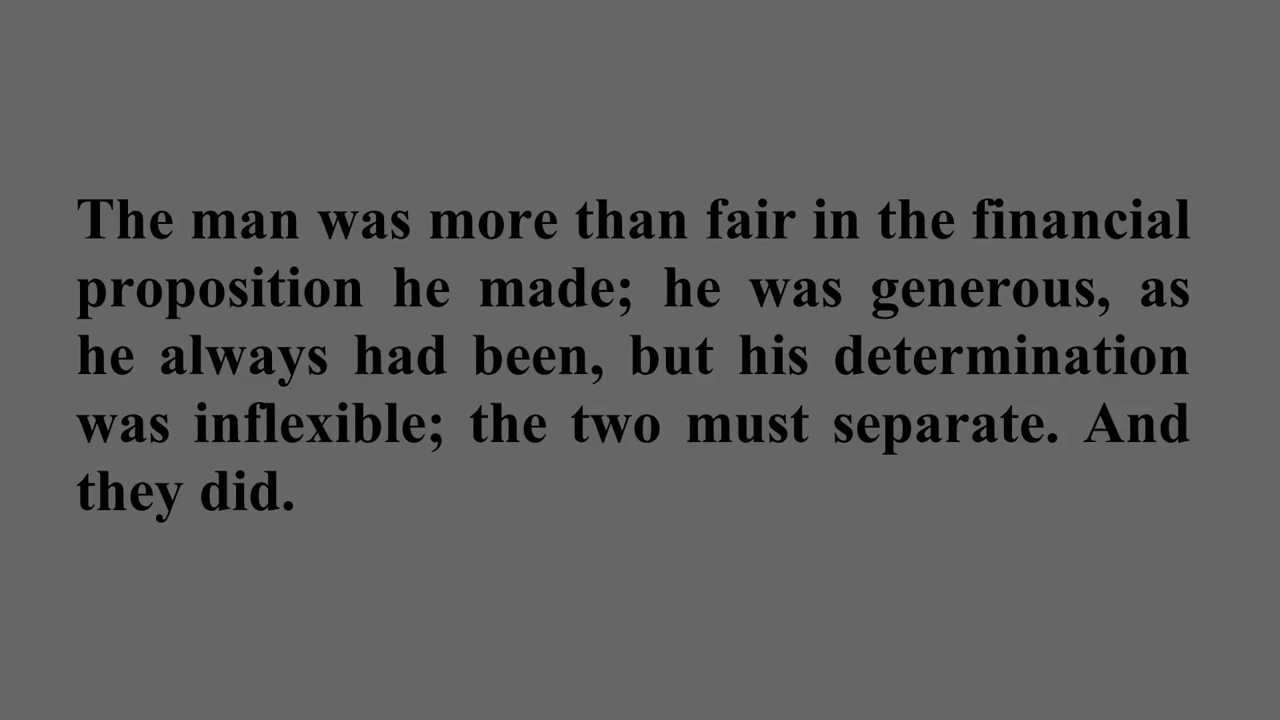 The man was more than fair in the financial
proposition he made; he was generous, as
he always had been, but his determination
was inflexible; the two must separate. And
they did.